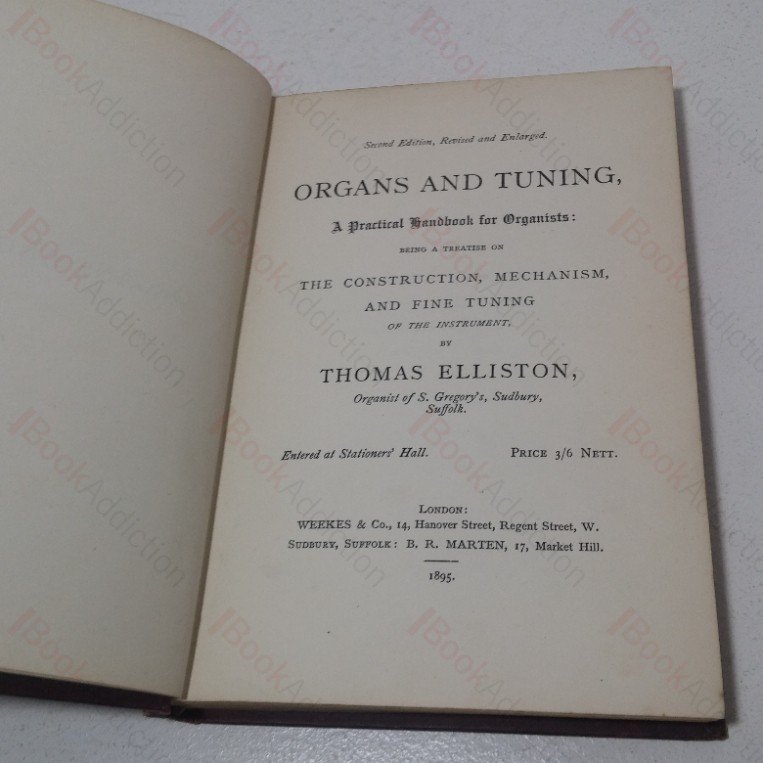 Second Edition, Revised and Enlarged.
ORGANS AND TUNING,
A Practical Handbook for Organists:
BEING A TREATISE ON
THE CONSTRUCTION, MECHANISM,
AND FINE TUNING
OF THE INSTRUMENT,
BY
THOMAS ELLISTON,
Organist of S. Gregory's, Sudbury,
Suffolk.
Entered at Stationers' Hall. PRICE 3/6 NETT.
LONDON:
WEEKES & Co., 14, Hanover Street, Regent Street, W.
SUDBURY, SUFFOLK: B. R. MARTEN, 17, Market Hill.
1895.
BookAddiction